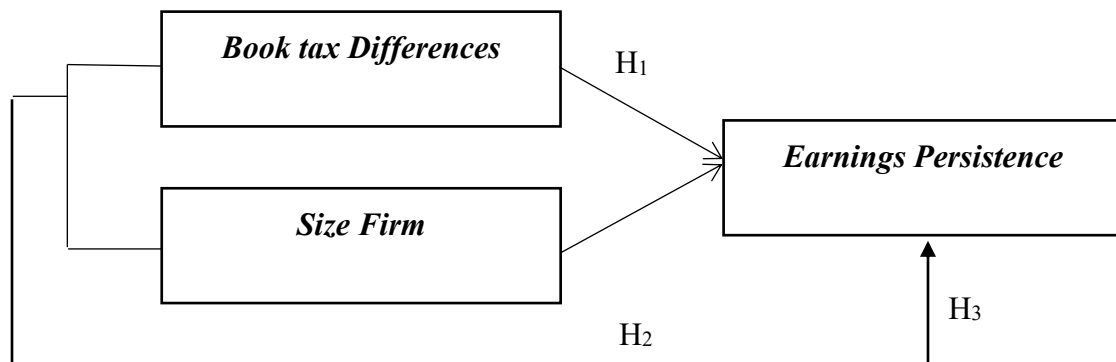 Book tax Differences
H1
Earnings Persistence
Size Firm
H3
H2